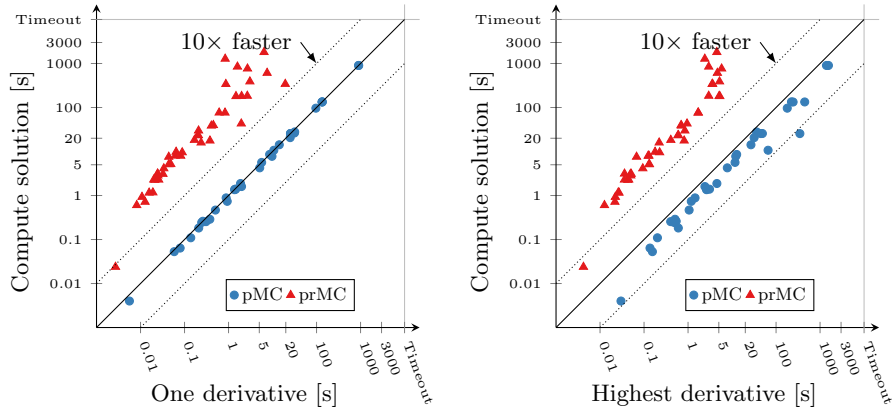 Timeout
3000
1000
100
20
5
1
0.1
0.01
Compute solution [s]
10× faster
pMC
prMC
0.01
0.1
1
5
20
100
1000
3000
Timeout
One derivative [s]
Timeout
3000
1000
100
20
5
1
0.1
0.01
Compute solution [s]
10× faster
pMC
prMC
0.01
0.1
1
5
20
100
1000
3000
Timeout
Highest derivative [s]